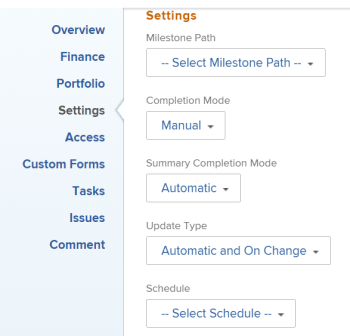 Overview
Finance
Portfolio
Settings
Access
Custom Forms
Tasks
Issues
Comment
Settings
Milestone Path
-- Select Milestone Path --
Completion Mode
Manual
Summary Completion Mode
Automatic
Update Type
Automatic and On Change
Schedule
-- Select Schedule --